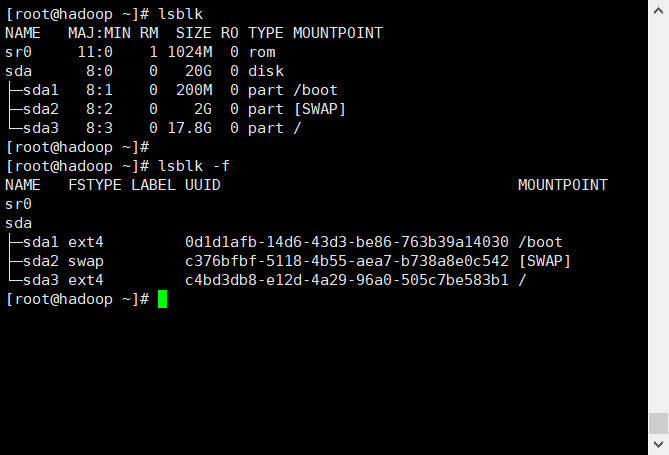 [root@hadoop ~]# lsblk
NAME   MAJ:MIN RM  SIZE RO TYPE MOUNTPOINT
sr0     11:0    1 1024M  0 rom
sda      8:0    0   20G  0 disk
├─sda1   8:1    0  200M  0 part /boot
├─sda2   8:2    0    2G  0 part [SWAP]
└─sda3   8:3    0 17.8G  0 part /
[root@hadoop ~]#
[root@hadoop ~]# lsblk -f
NAME   FSTYPE LABEL UUID                                 MOUNTPOINT
sr0
sda
├─sda1 ext4         0d1d1afb-14d6-43d3-be86-763b39a14030 /boot
├─sda2 swap         c376bfbf-5118-4b55-aea7-b738a8e0c542 [SWAP]
└─sda3 ext4         c4bd3db8-e12d-4a29-96a0-505c7be583b1 /
[root@hadoop ~]#